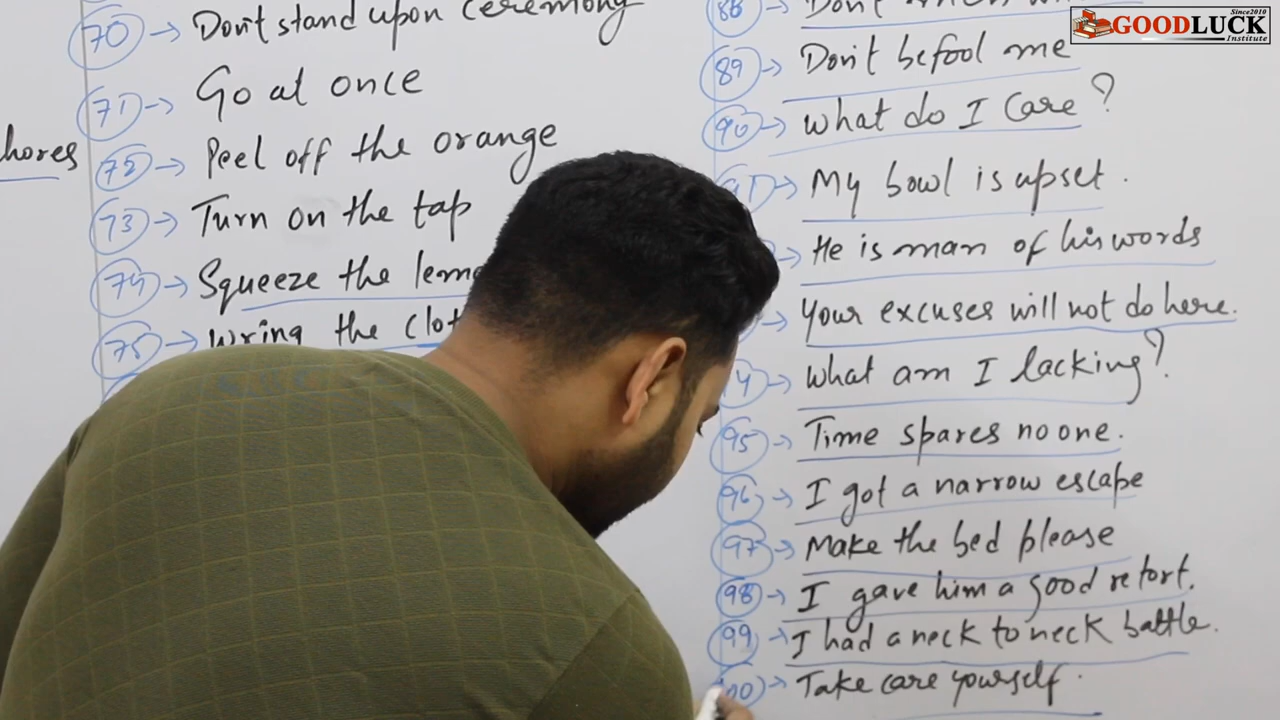 70 → Don't stand upon ceremony
71 → Go at once
72 → Peel off the orange
73 → Turn on the tap
74 → Squeeze the
75 → Wring the
hores
88 → Don't
89 → Don't befool me
90 → What do I care?
91 → My bowl is upset.
→ He is man of his words
→ Your excuses will not do here.
→ What am I lacking?
95 → Time spares no one.
96 → I got a narrow escape
97 → Make the bed please
98 → I gave him a good retort.
99 → I had a neck to neck battle.
→ Take care yourself.
Since2010
GOODLUCK
Institute